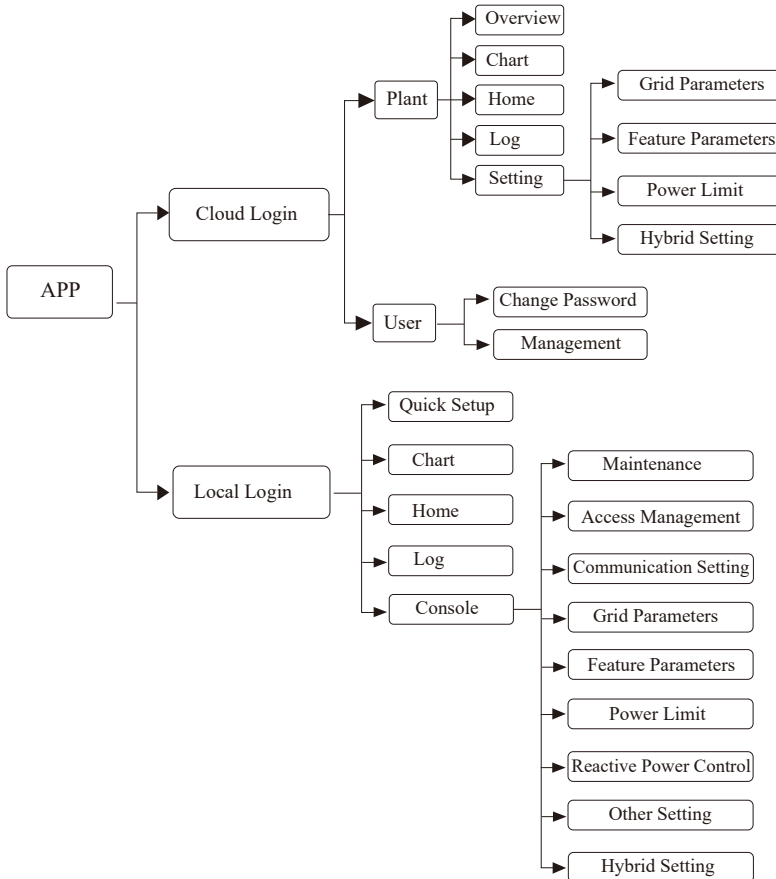 APP
Cloud Login
Plant
Overview
Chart
Home
Log
Setting
Grid Parameters
Feature Parameters
Power Limit
Hybrid Setting
User
Change Password
Management
Local Login
Quick Setup
Chart
Home
Log
Console
Maintenance
Access Management
Communication Setting
Grid Parameters
Feature Parameters
Power Limit
Reactive Power Control
Other Setting
Hybrid Setting